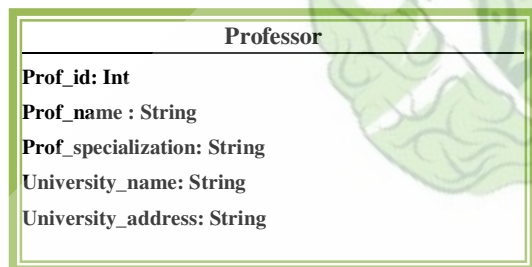 Professor
Prof_id: Int
Prof_name : String
Prof_specialization: String
University_name: String
University_address: String